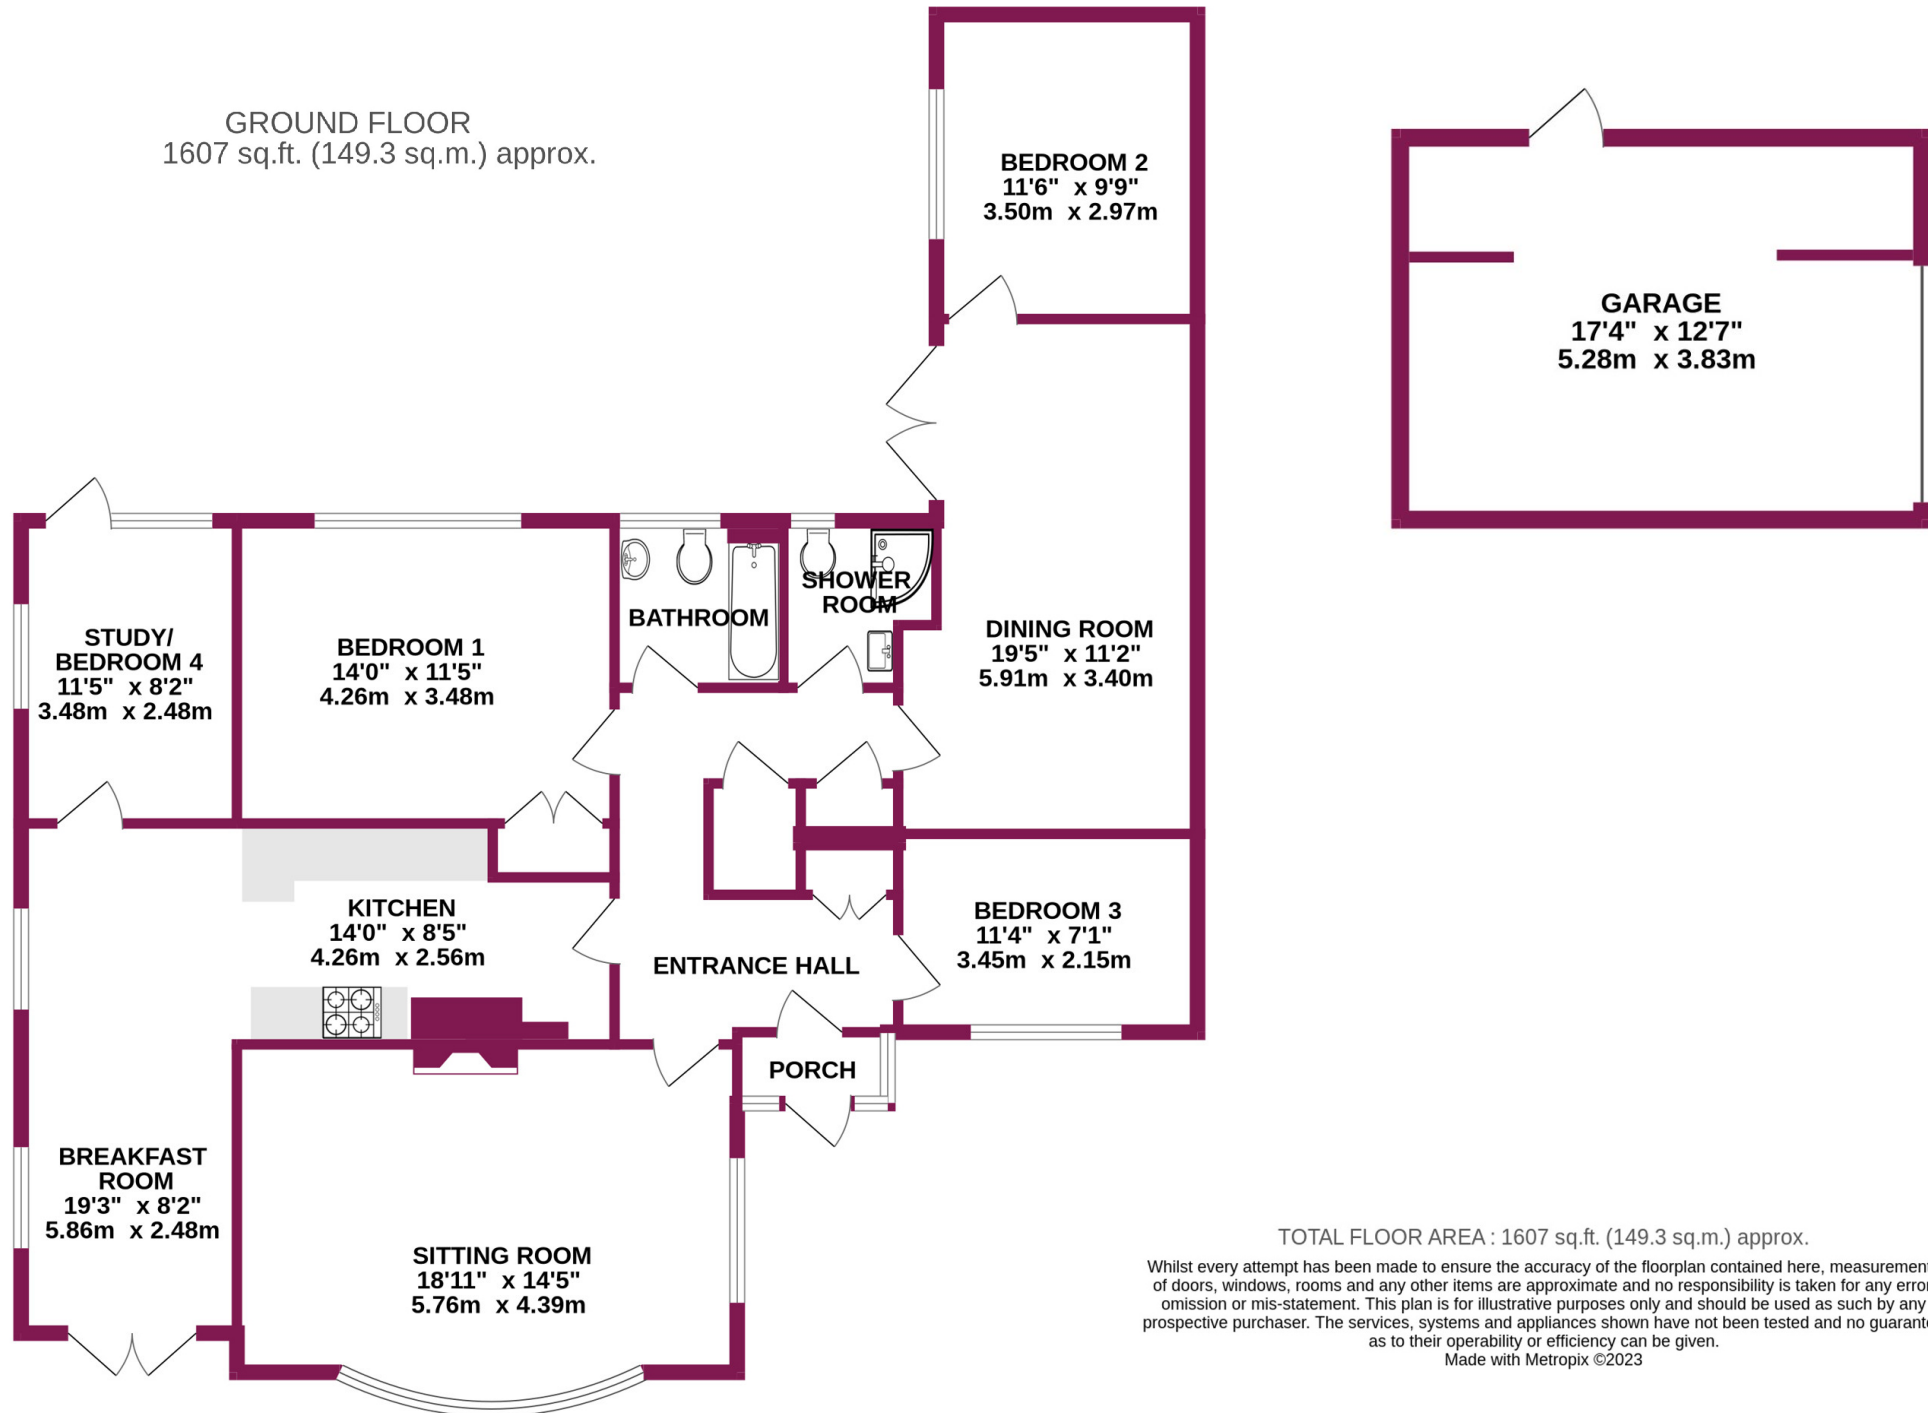 GROUND FLOOR
1607 sq.ft. (149.3 sq.m.) approx.
BEDROOM 2
11'6" x 9'9"
3.50m x 2.97m
GARAGE
17'4" x 12'7"
5.28m x 3.83m
STUDY/
BEDROOM 4
11'5" x 8'2"
3.48m x 2.48m
BEDROOM 1
14'0" x 11'5"
4.26m x 3.48m
BATHROOM
SHOWER
ROOM
DINING ROOM
19'5" x 11'2"
5.91m x 3.40m
KITCHEN
14'0" x 8'5"
4.26m x 2.56m
ENTRANCE HALL
BEDROOM 3
11'4" x 7'1"
3.45m x 2.15m
PORCH
BREAKFAST
ROOM
19'3" x 8'2"
5.86m x 2.48m
SITTING ROOM
18'11" x 14'5"
5.76m x 4.39m
TOTAL FLOOR AREA : 1607 sq.ft. (149.3 sq.m.) approx.
Whilst every attempt has been made to ensure the accuracy of the floorplan contained here, measurement
of doors, windows, rooms and any other items are approximate and no responsibility is taken for any error
omission or mis-statement. This plan is for illustrative purposes only and should be used as such by any
prospective purchaser. The services, systems and appliances shown have not been tested and no guarante
as to their operability or efficiency can be given.
Made with Metropix ©2023